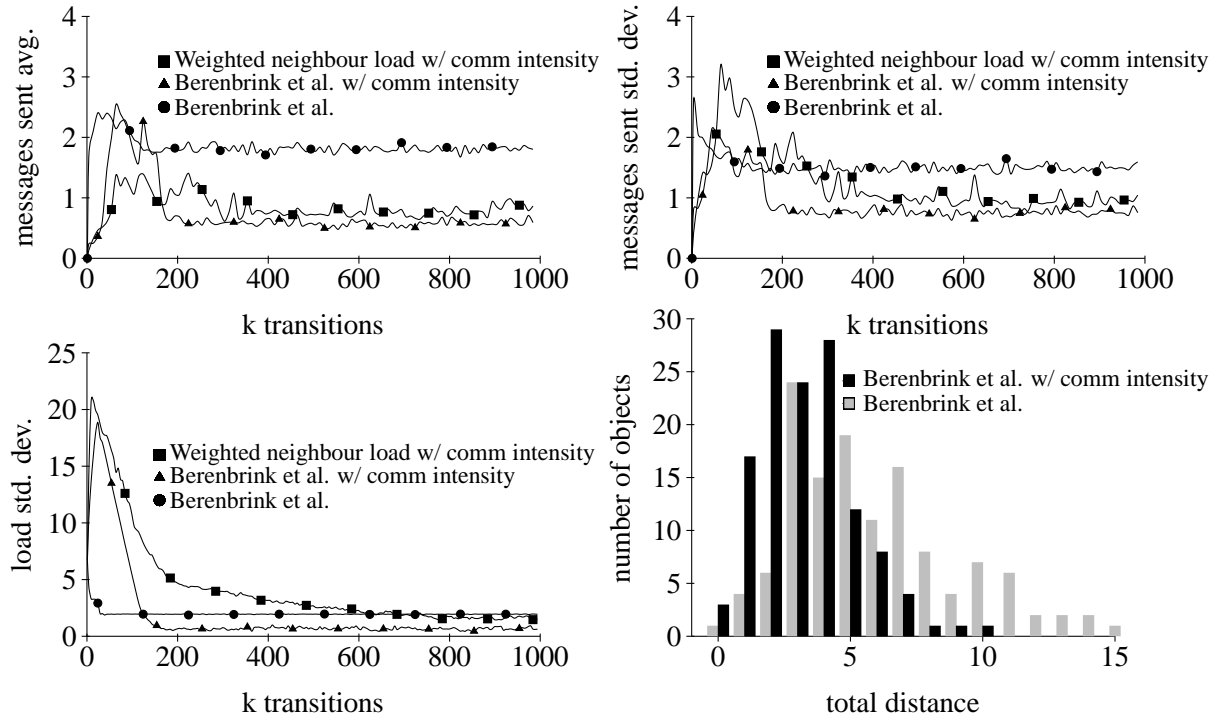 messages sent avg.
4
3
2
1
0
Weighted neighbour load w/ comm intensity
Berenbrink et al. w/ comm intensity
Berenbrink et al.
0 200 400 600 800 1000
k transitions
messages sent std. dev.
4
3
2
1
0
Weighted neighbour load w/ comm intensity
Berenbrink et al. w/ comm intensity
Berenbrink et al.
0 200 400 600 800 1000
k transitions
load std. dev.
25
20
15
10
5
0
Weighted neighbour load w/ comm intensity
Berenbrink et al. w/ comm intensity
Berenbrink et al.
0 200 400 600 800 1000
k transitions
number of objects
30
25
20
15
10
5
0
Berenbrink et al. w/ comm intensity
Berenbrink et al.
0 5 10 15
total distance